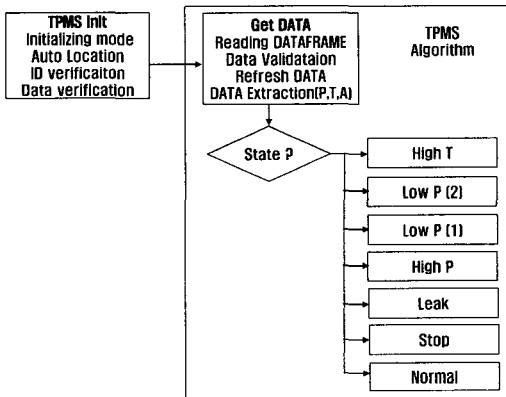 TPMS Init
Initializing mode
Auto Location
ID verificaiton
Data verification
Get DATA
Reading DATAFRAME
Data Validataion
Refresh DATA
DATA Extraction(P,T,A)
TPMS
Algorithm
State ?
High T
Low P (2)
Low P (1)
High P
Leak
Stop
Normal